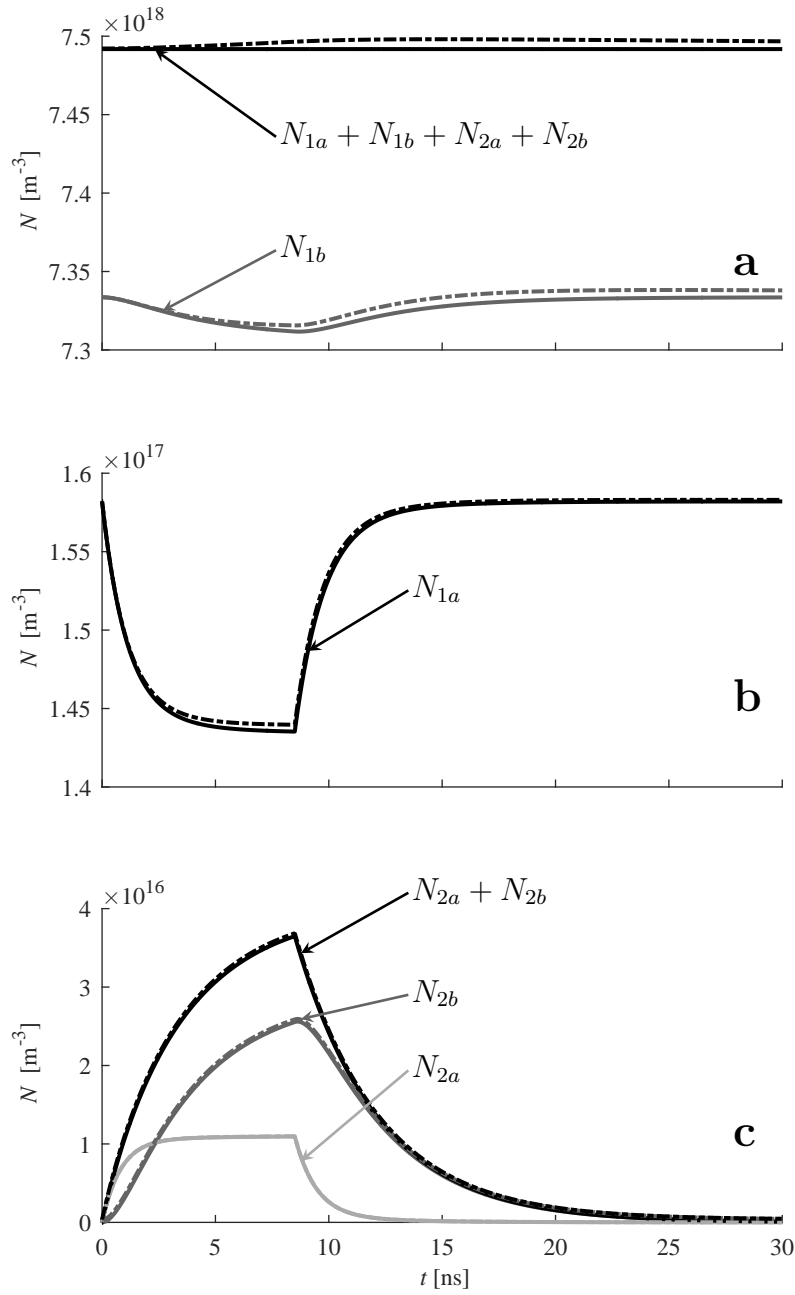 ×10^18
7.5
7.45
N_{1a} + N_{1b} + N_{2a} + N_{2b}
7.4
N [m^-3]
N_{1b}
a
7.35
7.3
×10^17
1.6
1.55
N_{1a}
N [m^-3]
1.5
b
1.45
1.4
×10^16
N_{2a} + N_{2b}
4
3
N_{2b}
N [m^-3]
2
N_{2a}
c
1
0
0 5 10 15 20 25 30
t [ns]